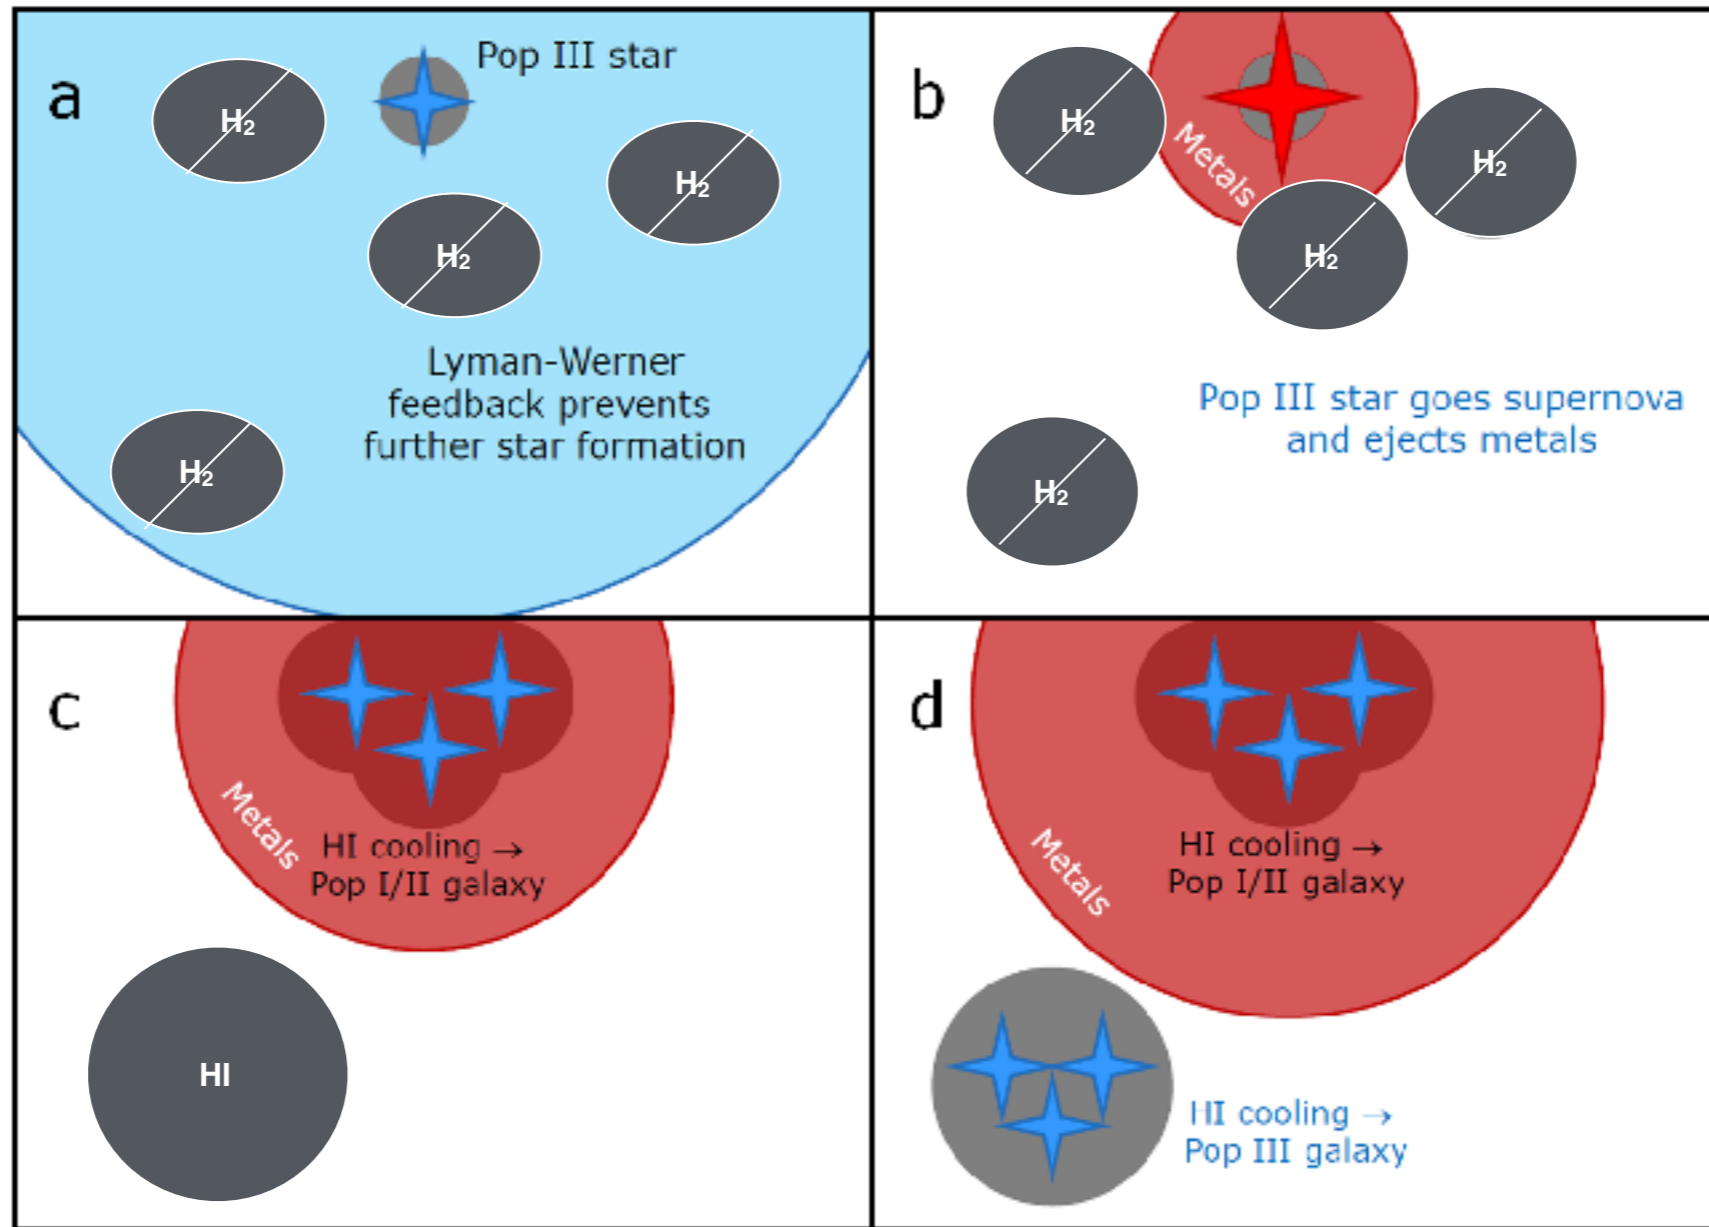 a
Pop III star
H₂
H₂
H₂
Lyman-Werner
feedback prevents
further star formation
H₂
b
H₂
Metals
H₂
H₂
Pop III star goes supernova
and ejects metals
H₂
c
Metals
HI cooling →
Pop I/II galaxy
HI
d
Metals
HI cooling →
Pop I/II galaxy
HI cooling →
Pop III galaxy